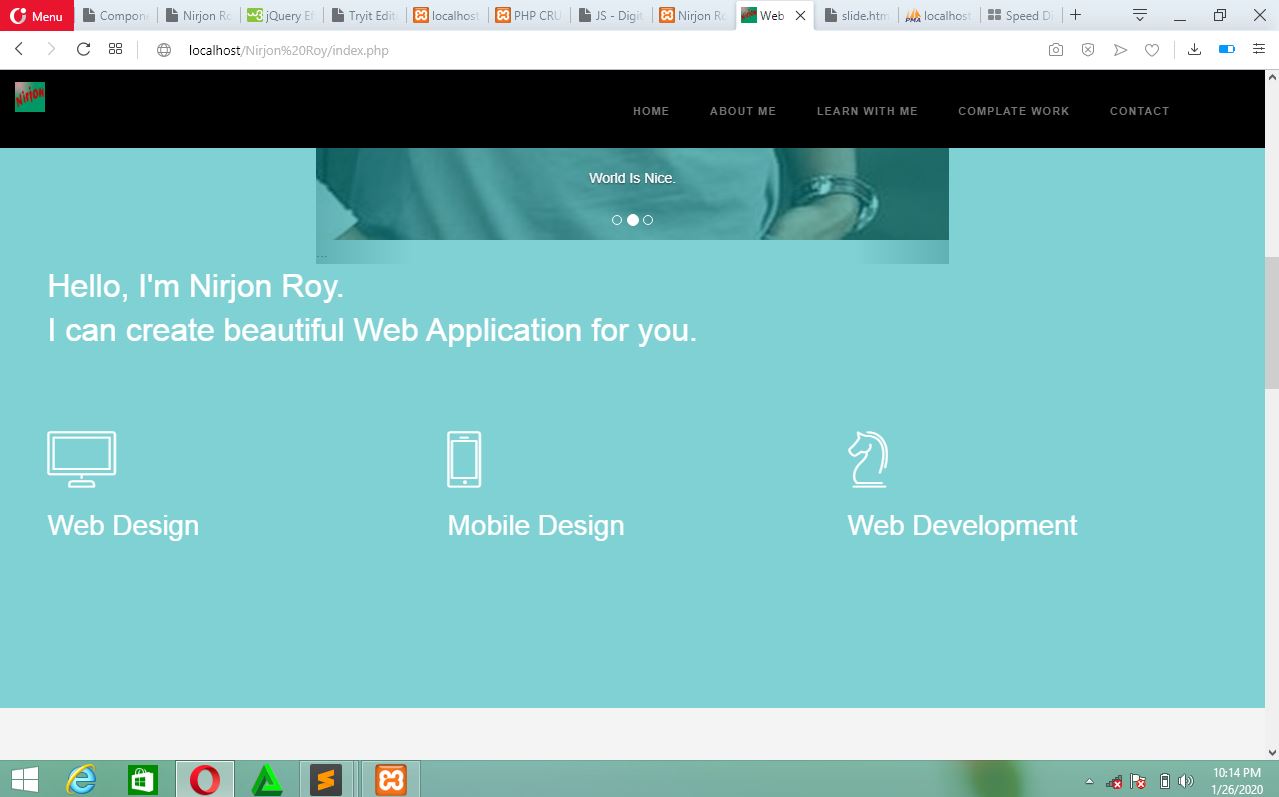 Menu
Compone
Nirjon Ro
jQuery Ef
Tryit Edito
localhost
PHP CRU
JS - Digit
Nirjon Ro
Web
slide.htm
localhost
Speed Di
localhost/Nirjon%20Roy/index.php
Nirjon
HOME
ABOUT ME
LEARN WITH ME
COMPLATE WORK
CONTACT
World Is Nice.
...
Hello, I'm Nirjon Roy.
I can create beautiful Web Application for you.
Web Design
Mobile Design
Web Development
10:14 PM
1/26/2020